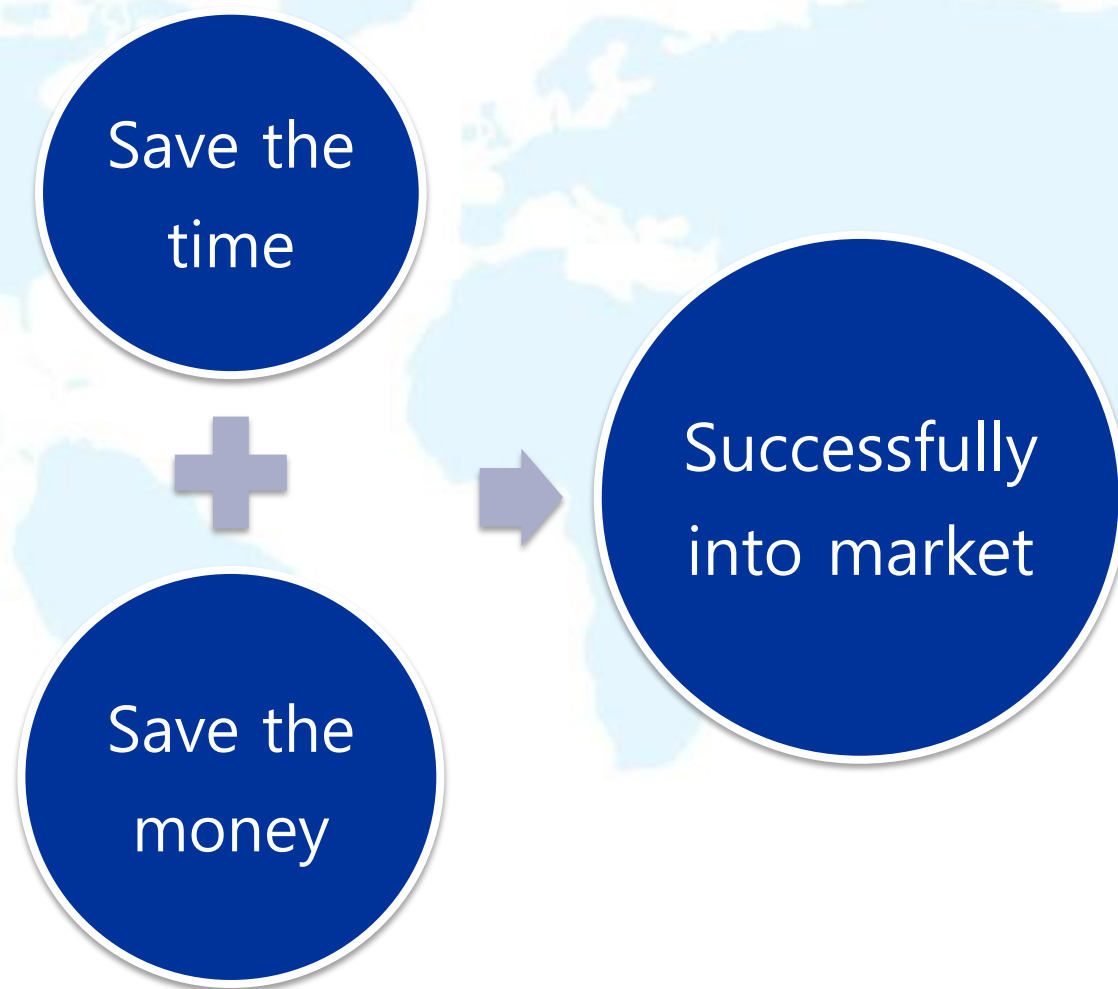 Save the
time
Save the
money
Successfully
into market